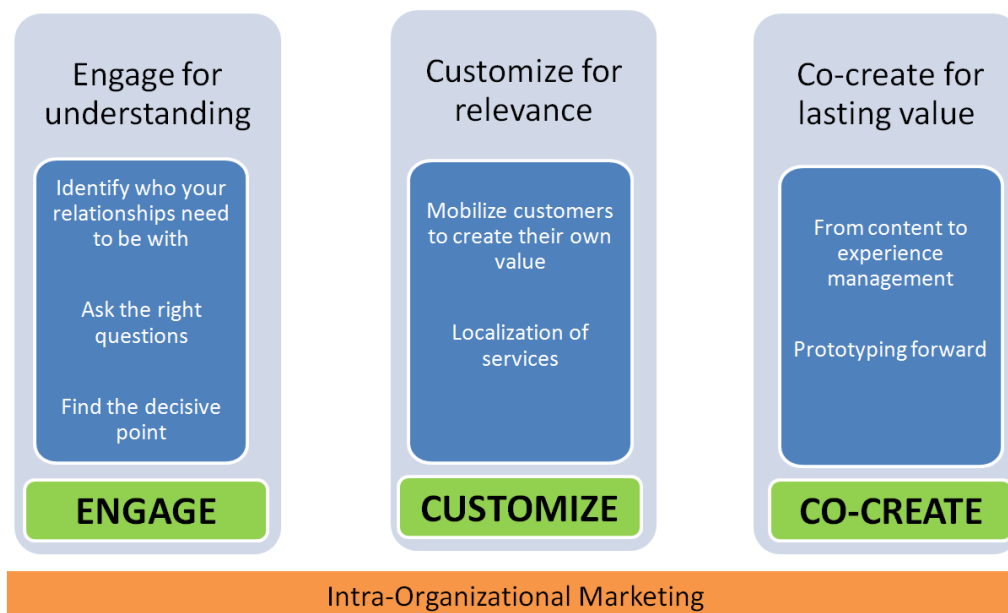 Engage for
understanding
Identify who your
relationships need
to be with
Ask the right
questions
Find the decisive
point
ENGAGE
Customize for
relevance
Mobilize customers
to create their own
value
Localization of
services
CUSTOMIZE
Co-create for
lasting value
From content to
experience
management
Prototyping forward
CO-CREATE
Intra-Organizational Marketing